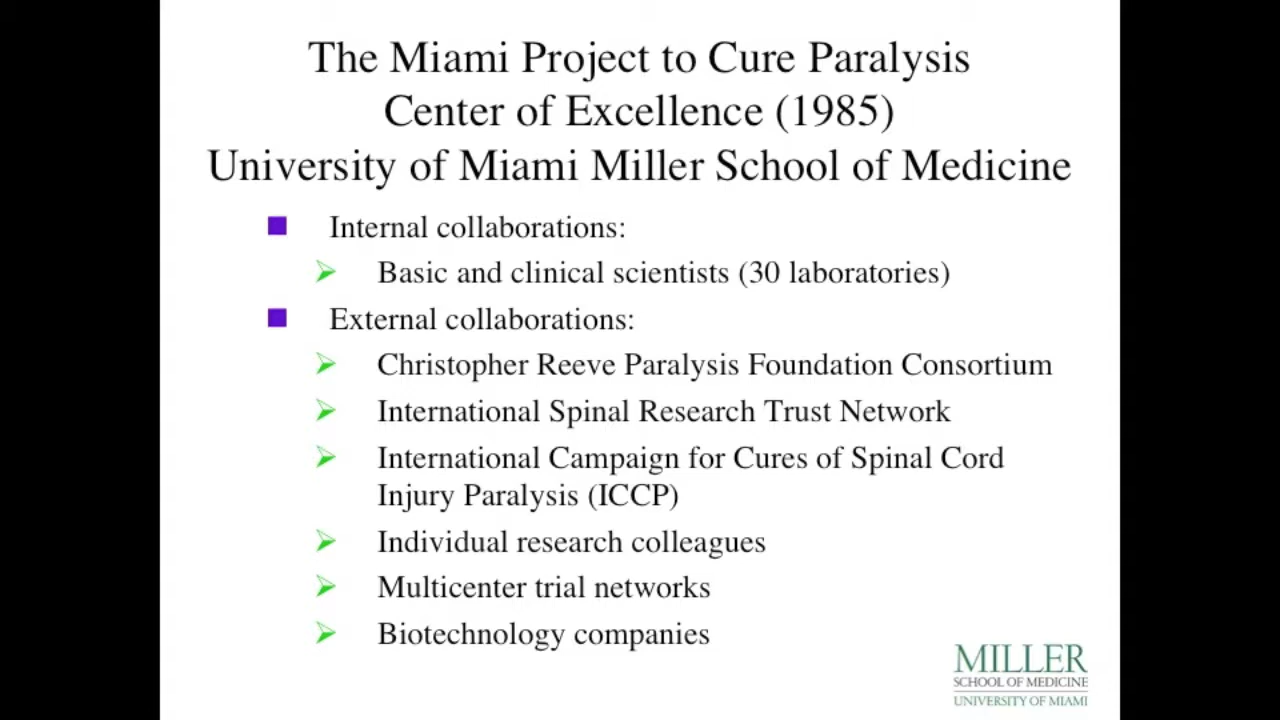 The Miami Project to Cure Paralysis
Center of Excellence (1985)
University of Miami Miller School of Medicine
Internal collaborations:
Basic and clinical scientists (30 laboratories)
External collaborations:
Christopher Reeve Paralysis Foundation Consortium
International Spinal Research Trust Network
International Campaign for Cures of Spinal Cord
Injury Paralysis (ICCP)
Individual research colleagues
Multicenter trial networks
Biotechnology companies
MILLER
SCHOOL OF MEDICINE
UNIVERSITY OF MIAMI